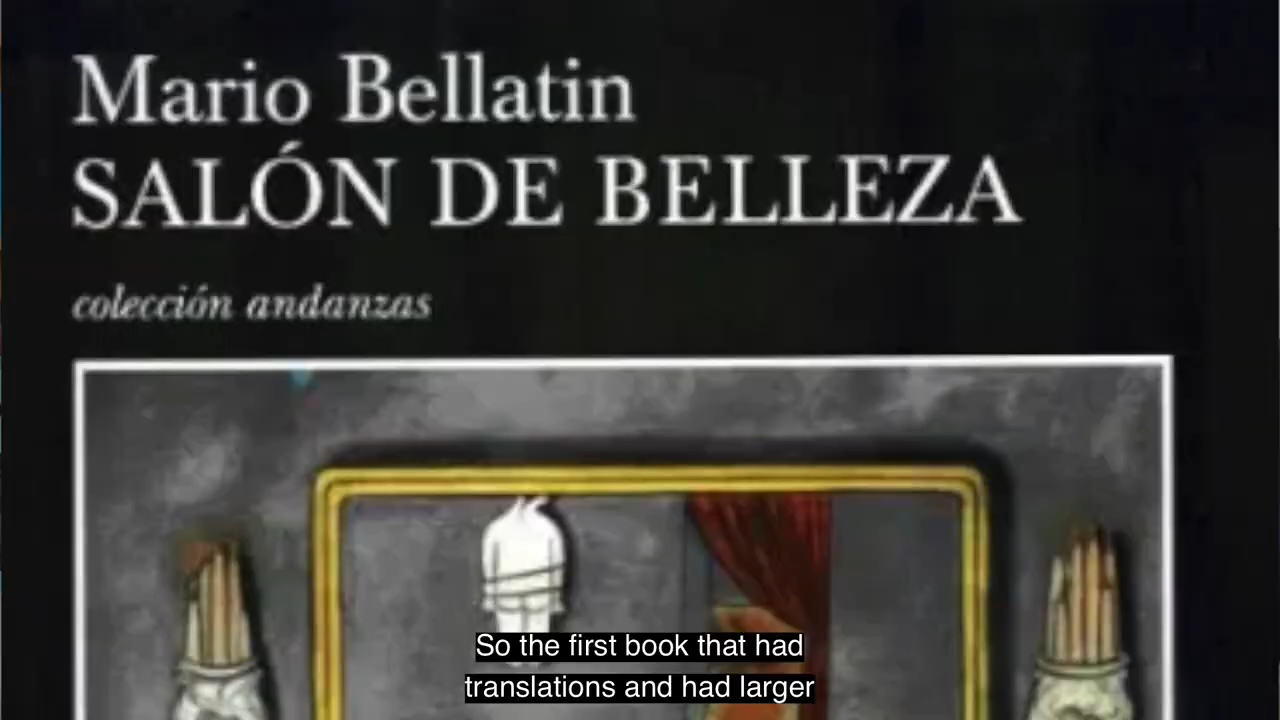 Mario Bellatin
SALÓN DE BELLEZA
colección andanzas
So the first book that had
translations and had larger